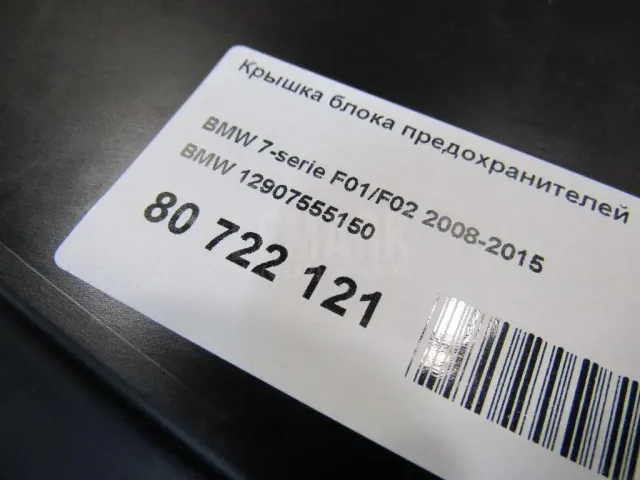 Крышка блока предохранителей
BMW 7-serie F01/F02 2008-2015
BMW 12907555150
80 722 121